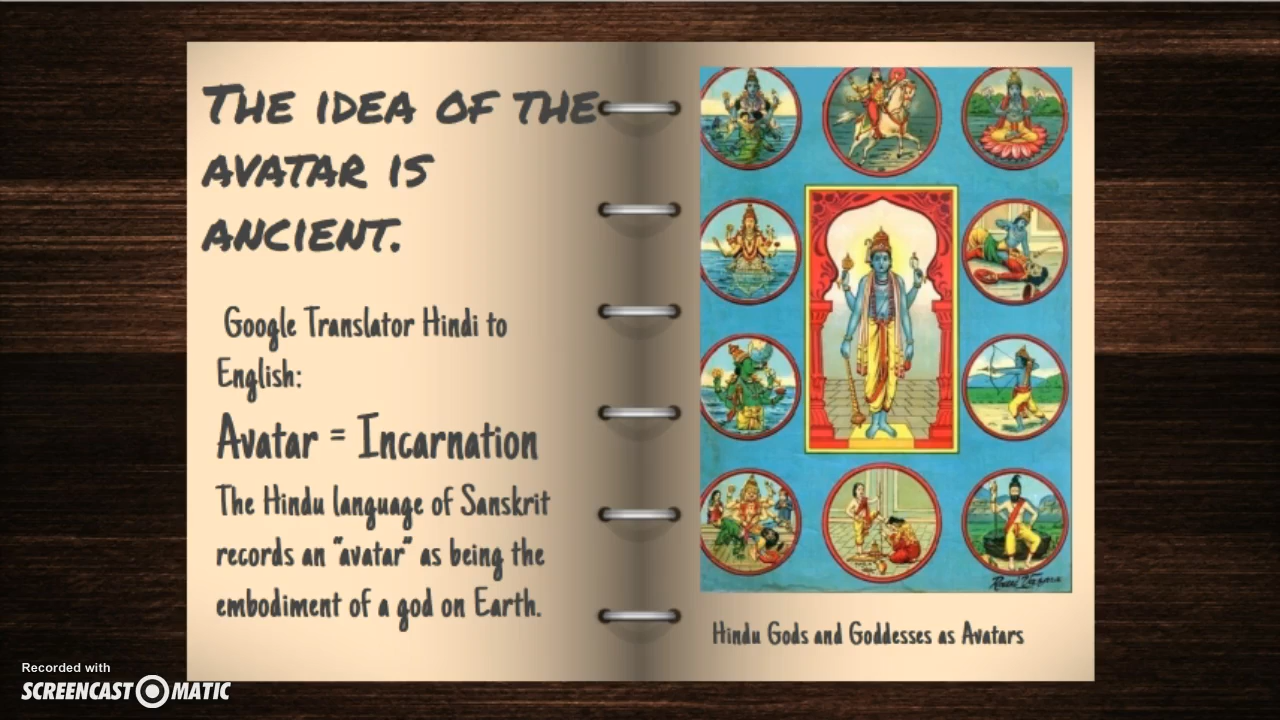 THE IDEA OF THE
AVATAR IS
ANCIENT.
Google Translator Hindi to
English:
Avatar = Incarnation
The Hindu language of Sanskrit
records an "avatar" as being the
embodiment of a god on Earth.
Hindu Gods and Goddesses as Avatars
Recorded with
SCREENCAST O MATIC